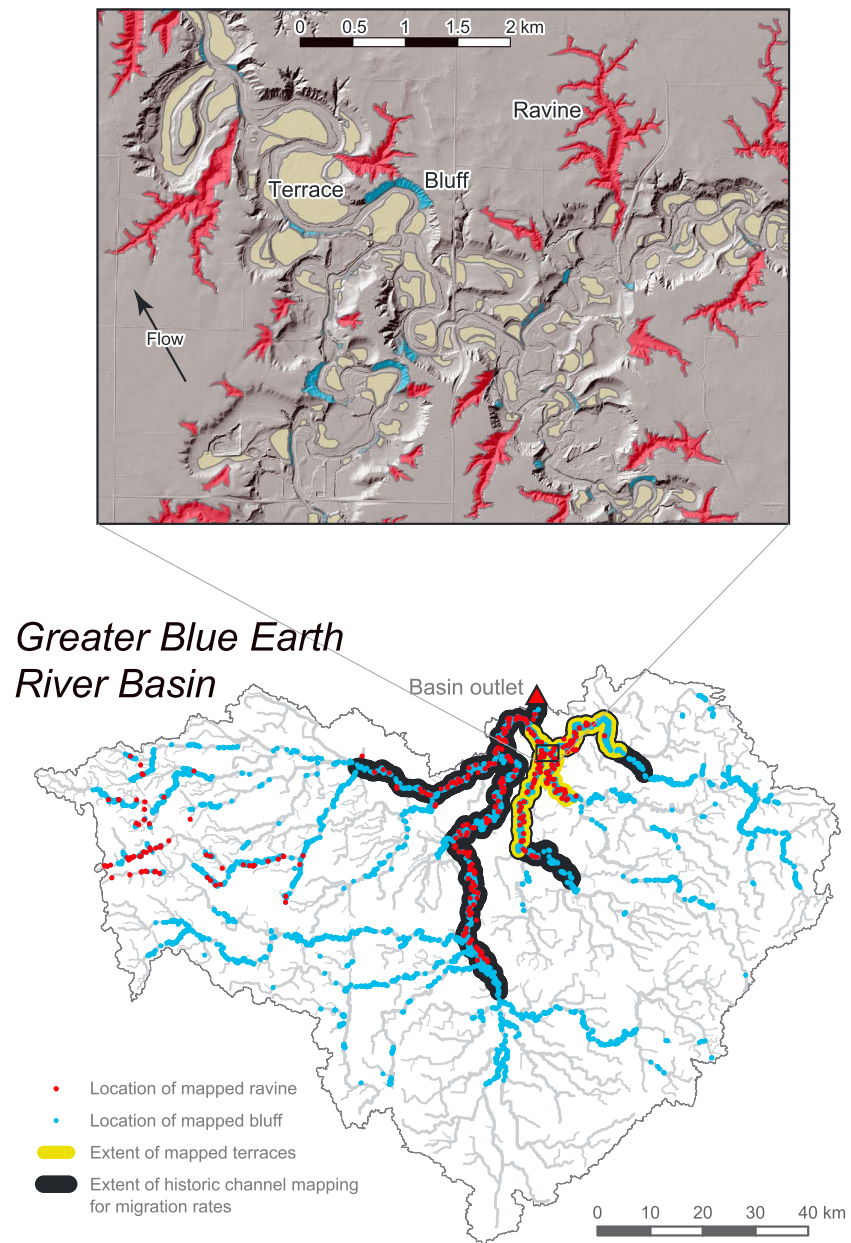 0 0.5 1 1.5 2 km
Ravine
Bluff
Terrace
Flow
Greater Blue Earth
River Basin
Basin outlet
Location of mapped ravine
Location of mapped bluff
Extent of mapped terraces
Extent of historic channel mapping
for migration rates
0 10 20 30 40 km